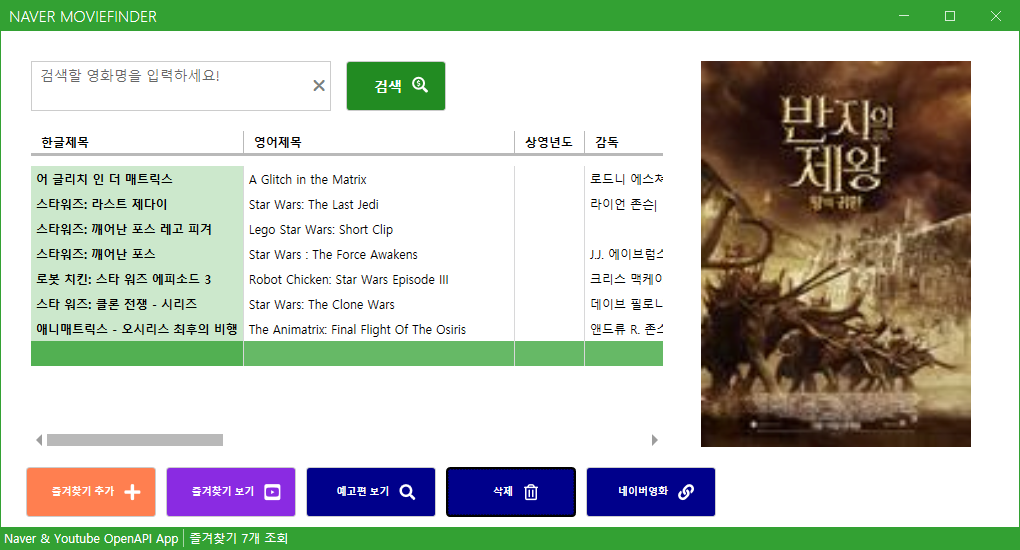 NAVER MOVIEFINDER
검색할 영화명을 입력하세요!
검색
한글제목 영어제목 상영년도 감독
어 글리치 인 더 매트릭스 A Glitch in the Matrix 로드니 에스쳐
스타워즈: 라스트 제다이 Star Wars: The Last Jedi 라이언 존슨|
스타워즈: 깨어난 포스 레고 피겨 Lego Star Wars: Short Clip
스타워즈: 깨어난 포스 Star Wars : The Force Awakens J.J. 에이브럼스
로봇 치킨: 스타 워즈 에피소드 3 Robot Chicken: Star Wars Episode III 크리스 맥케이
스타 워즈: 클론 전쟁 - 시리즈 Star Wars: The Clone Wars 데이브 필로니
애니매트릭스 - 오시리스 최후의 비행 The Animatrix: Final Flight Of The Osiris 앤드류 R. 존스
반지의
제왕
왕의 귀환
즐겨찾기 추가 즐겨찾기 보기 예고편 보기 삭제 네이버영화
Naver & Youtube OpenAPI App 즐겨찾기 7개 조회